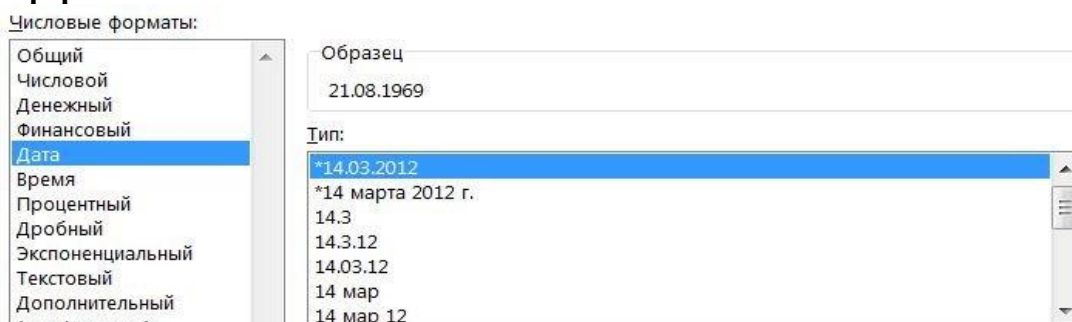 Числовые форматы:
Общий
Числовой
Денежный
Финансовый
Дата
Время
Процентный
Дробный
Экспоненциальный
Текстовый
Дополнительный
Образец
21.08.1969
Тип:
*14.03.2012
*14 марта 2012 г.
14.3
14.3.12
14.03.12
14 мар
14 мар 12